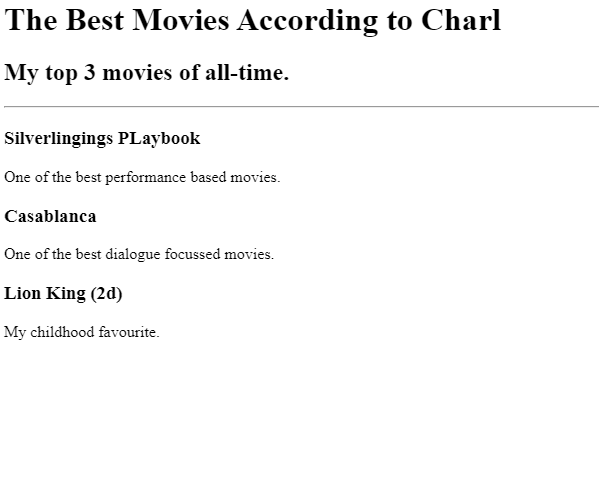 The Best Movies According to Charl
My top 3 movies of all-time.
Silverlingings PLaybook
One of the best performance based movies.
Casablanca
One of the best dialogue focussed movies.
Lion King (2d)
My childhood favourite.